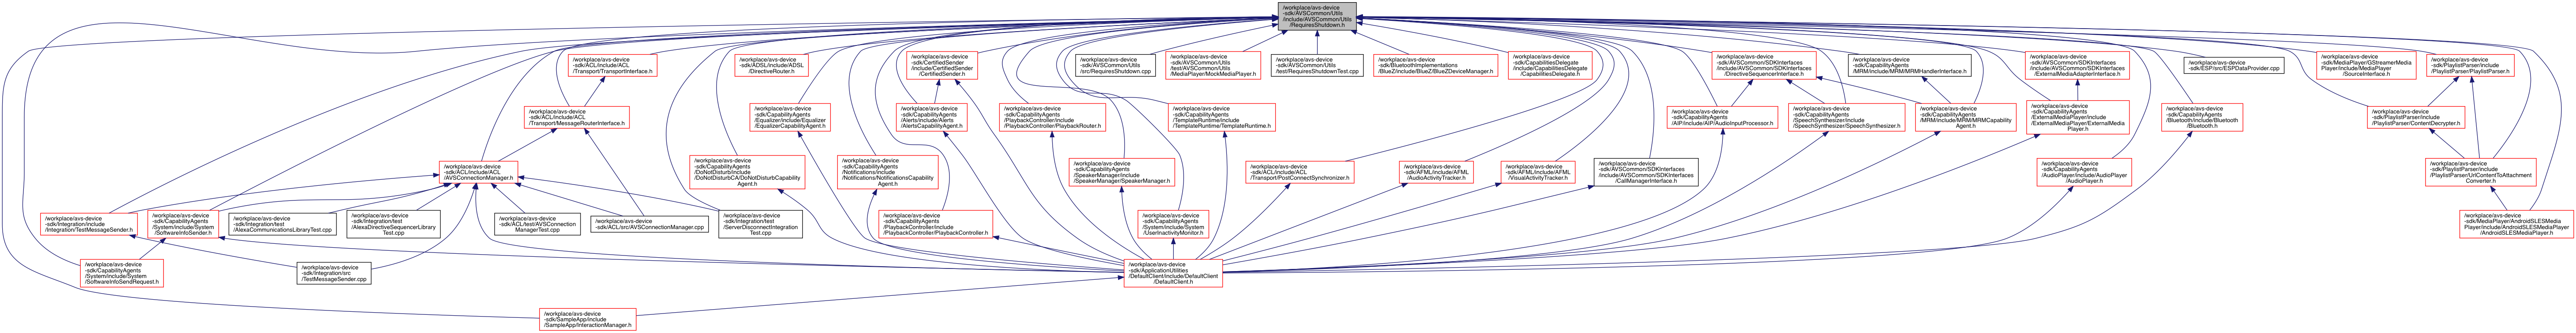 /workplace/avs-device
-sdk/AVSCommon/Utils
/include/AVSCommon/Utils
/RequiresShutdown.h
/workplace/avs-device
-sdk/ACL/include/ACL
/Transport/TransportInterface.h
/workplace/avs-device
-sdk/ADSL/include/ADSL
/DirectiveRouter.h
/workplace/avs-device
-sdk/CertifiedSender
/include/CertifiedSender
/CertifiedSender.h
/workplace/avs-device
-sdk/AVSCommon/Utils
/src/RequiresShutdown.cpp
/workplace/avs-device
-sdk/AVSCommon/Utils
/test/AVSCommon/Utils
/MediaPlayer/MockMediaPlayer.h
/workplace/avs-device
-sdk/AVSCommon/Utils
/test/RequiresShutdownTest.cpp
/workplace/avs-device
-sdk/BluetoothImplementations
/BlueZ/include/BlueZ/BlueZDeviceManager.h
/workplace/avs-device
-sdk/CapabilitiesDelegate
/include/CapabilitiesDelegate
/CapabilitiesDelegate.h
/workplace/avs-device
-sdk/AVSCommon/SDKInterfaces
/include/AVSCommon/SDKInterfaces
/DirectiveSequencerInterface.h
/workplace/avs-device
-sdk/CapabilityAgents
/MRM/include/MRM/MRMHandlerInterface.h
/workplace/avs-device
-sdk/AVSCommon/SDKInterfaces
/include/AVSCommon/SDKInterfaces
/ExternalMediaAdapterInterface.h
/workplace/avs-device
-sdk/ESP/src/ESPDataProvider.cpp
/workplace/avs-device
-sdk/MediaPlayer/GStreamerMedia
Player/include/MediaPlayer
/SourceInterface.h
/workplace/avs-device
-sdk/PlaylistParser/include
/PlaylistParser/PlaylistParser.h
/workplace/avs-device
-sdk/ACL/include/ACL
/Transport/MessageRouterInterface.h
/workplace/avs-device
-sdk/CapabilityAgents
/Equalizer/include/Equalizer
/EqualizerCapabilityAgent.h
/workplace/avs-device
-sdk/CapabilityAgents
/Alerts/include/Alerts
/AlertsCapabilityAgent.h
/workplace/avs-device
-sdk/CapabilityAgents
/PlaybackController/include
/PlaybackController/PlaybackRouter.h
/workplace/avs-device
-sdk/CapabilityAgents
/TemplateRuntime/include
/TemplateRuntime/TemplateRuntime.h
/workplace/avs-device
-sdk/CapabilityAgents
/AIP/include/AIP/AudioInputProcessor.h
/workplace/avs-device
-sdk/CapabilityAgents
/SpeechSynthesizer/include
/SpeechSynthesizer/SpeechSynthesizer.h
/workplace/avs-device
-sdk/CapabilityAgents
/MRM/include/MRM/MRMCapability
Agent.h
/workplace/avs-device
-sdk/CapabilityAgents
/ExternalMediaPlayer/include
/ExternalMediaPlayer/ExternalMedia
Player.h
/workplace/avs-device
-sdk/CapabilityAgents
/Bluetooth/include/Bluetooth
/Bluetooth.h
/workplace/avs-device
-sdk/PlaylistParser/include
/PlaylistParser/ContentDecrypter.h
/workplace/avs-device
-sdk/ACL/include/ACL
/AVSConnectionManager.h
/workplace/avs-device
-sdk/CapabilityAgents
/DoNotDisturb/include
/DoNotDisturbCA/DoNotDisturbCapability
Agent.h
/workplace/avs-device
-sdk/CapabilityAgents
/Notifications/include
/Notifications/NotificationsCapability
Agent.h
/workplace/avs-device
-sdk/CapabilityAgents
/SpeakerManager/include
/SpeakerManager/SpeakerManager.h
/workplace/avs-device
-sdk/ACL/include/ACL
/Transport/PostConnectSynchronizer.h
/workplace/avs-device
-sdk/AFML/include/AFML
/AudioActivityTracker.h
/workplace/avs-device
-sdk/AFML/include/AFML
/VisualActivityTracker.h
/workplace/avs-device
-sdk/AVSCommon/SDKInterfaces
/include/AVSCommon/SDKInterfaces
/CallManagerInterface.h
/workplace/avs-device
-sdk/CapabilityAgents
/AudioPlayer/include/AudioPlayer
/AudioPlayer.h
/workplace/avs-device
-sdk/PlaylistParser/include
/PlaylistParser/UrlContentToAttachment
Converter.h
/workplace/avs-device
-sdk/Integration/include
/Integration/TestMessageSender.h
/workplace/avs-device
-sdk/CapabilityAgents
/System/include/System
/SoftwareInfoSender.h
/workplace/avs-device
-sdk/Integration/test
/AlexaCommunicationsLibraryTest.cpp
/workplace/avs-device
-sdk/Integration/test
/AlexaDirectiveSequencerLibrary
Test.cpp
/workplace/avs-device
-sdk/ACL/test/AVSConnection
ManagerTest.cpp
/workplace/avs-device
-sdk/ACL/src/AVSConnectionManager.cpp
/workplace/avs-device
-sdk/Integration/test
/ServerDisconnectIntegration
Test.cpp
/workplace/avs-device
-sdk/CapabilityAgents
/PlaybackController/include
/PlaybackController/PlaybackController.h
/workplace/avs-device
-sdk/CapabilityAgents
/System/include/System
/UserInactivityMonitor.h
/workplace/avs-device
-sdk/MediaPlayer/AndroidSLESMedia
Player/include/AndroidSLESMediaPlayer
/AndroidSLESMediaPlayer.h
/workplace/avs-device
-sdk/CapabilityAgents
/System/include/System
/SoftwareInfoSendRequest.h
/workplace/avs-device
-sdk/Integration/src
/TestMessageSender.cpp
/workplace/avs-device
-sdk/ApplicationUtilities
/DefaultClient/include/DefaultClient
/DefaultClient.h
/workplace/avs-device
-sdk/SampleApp/include
/SampleApp/InteractionManager.h